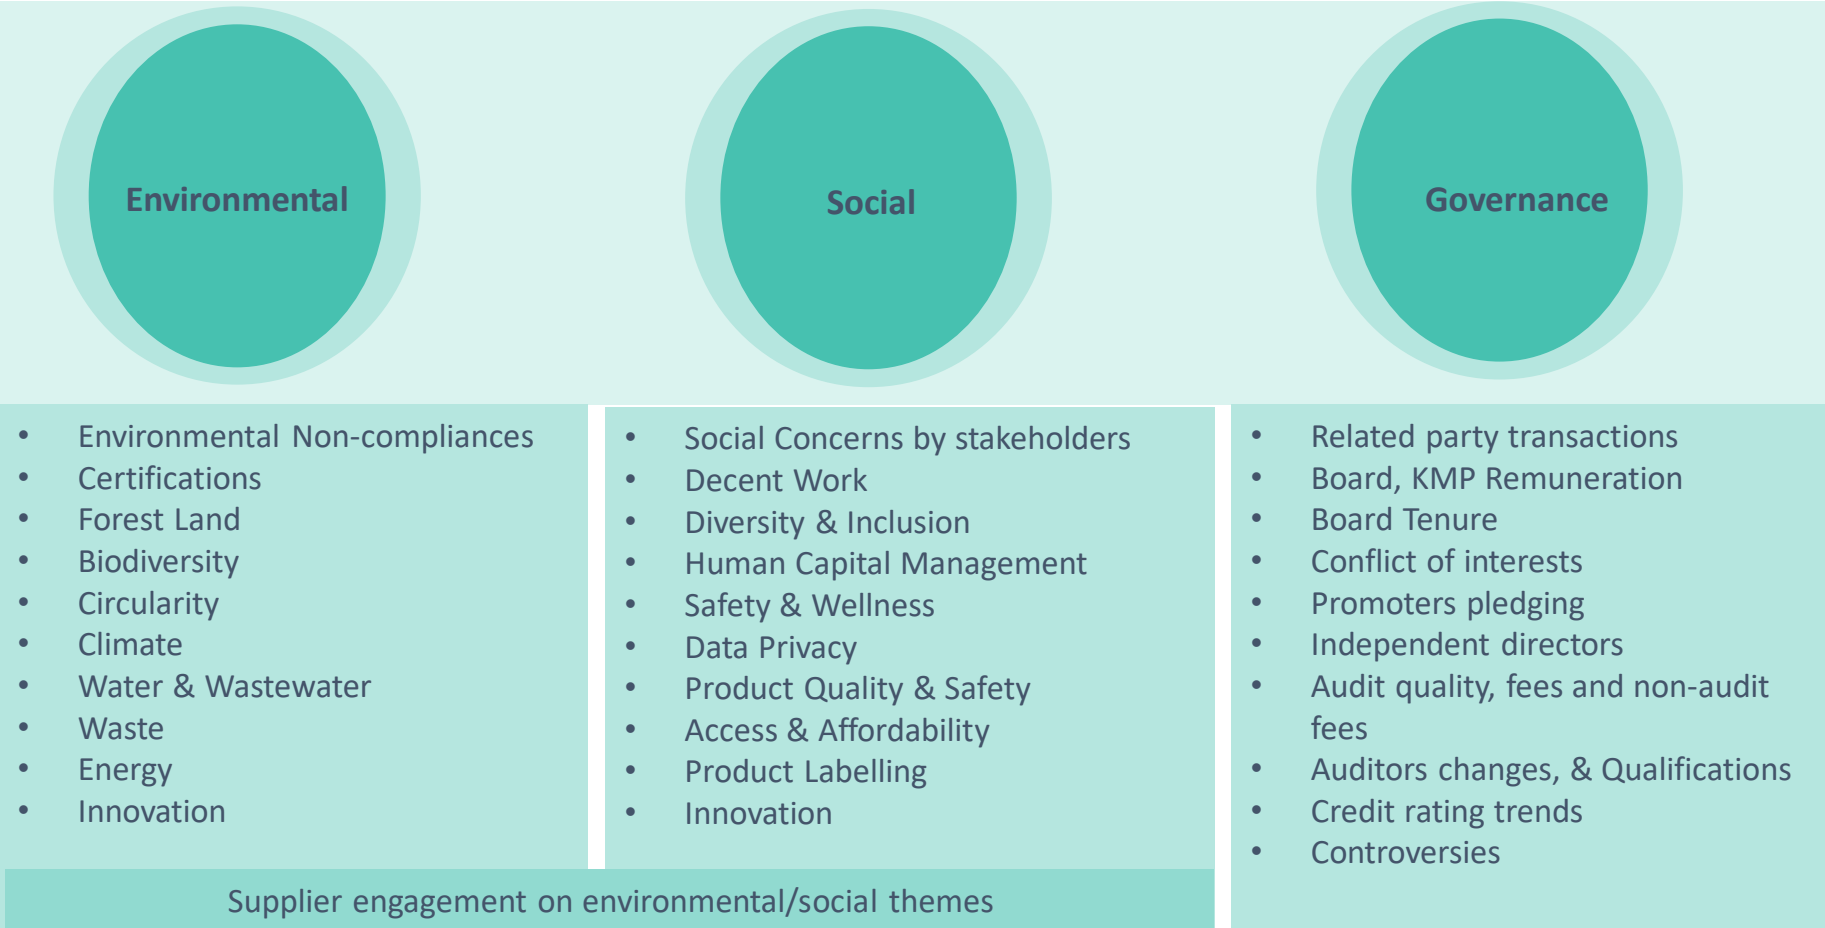 Environmental
Social
Governance
• Environmental Non-compliances
• Certifications
• Forest Land
• Biodiversity
• Circularity
• Climate
• Water & Wastewater
• Waste
• Energy
• Innovation
• Social Concerns by stakeholders
• Decent Work
• Diversity & Inclusion
• Human Capital Management
• Safety & Wellness
• Data Privacy
• Product Quality & Safety
• Access & Affordability
• Product Labelling
• Innovation
Supplier engagement on environmental/social themes
• Related party transactions
• Board, KMP Remuneration
• Board Tenure
• Conflict of interests
• Promoters pledging
• Independent directors
• Audit quality, fees and non-audit
fees
• Auditors changes, & Qualifications
• Credit rating trends
• Controversies